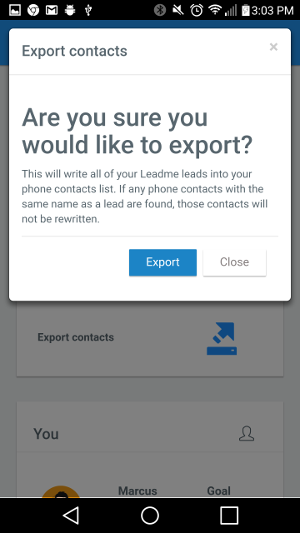 3:03 PM
Export contacts
×
Are you sure you
would like to export?
This will write all of your Leadme leads into your
phone contacts list. If any phone contacts with the
same name as a lead are found, those contacts will
not be rewritten.
Export
Close
Export contacts
You
Marcus
Goal